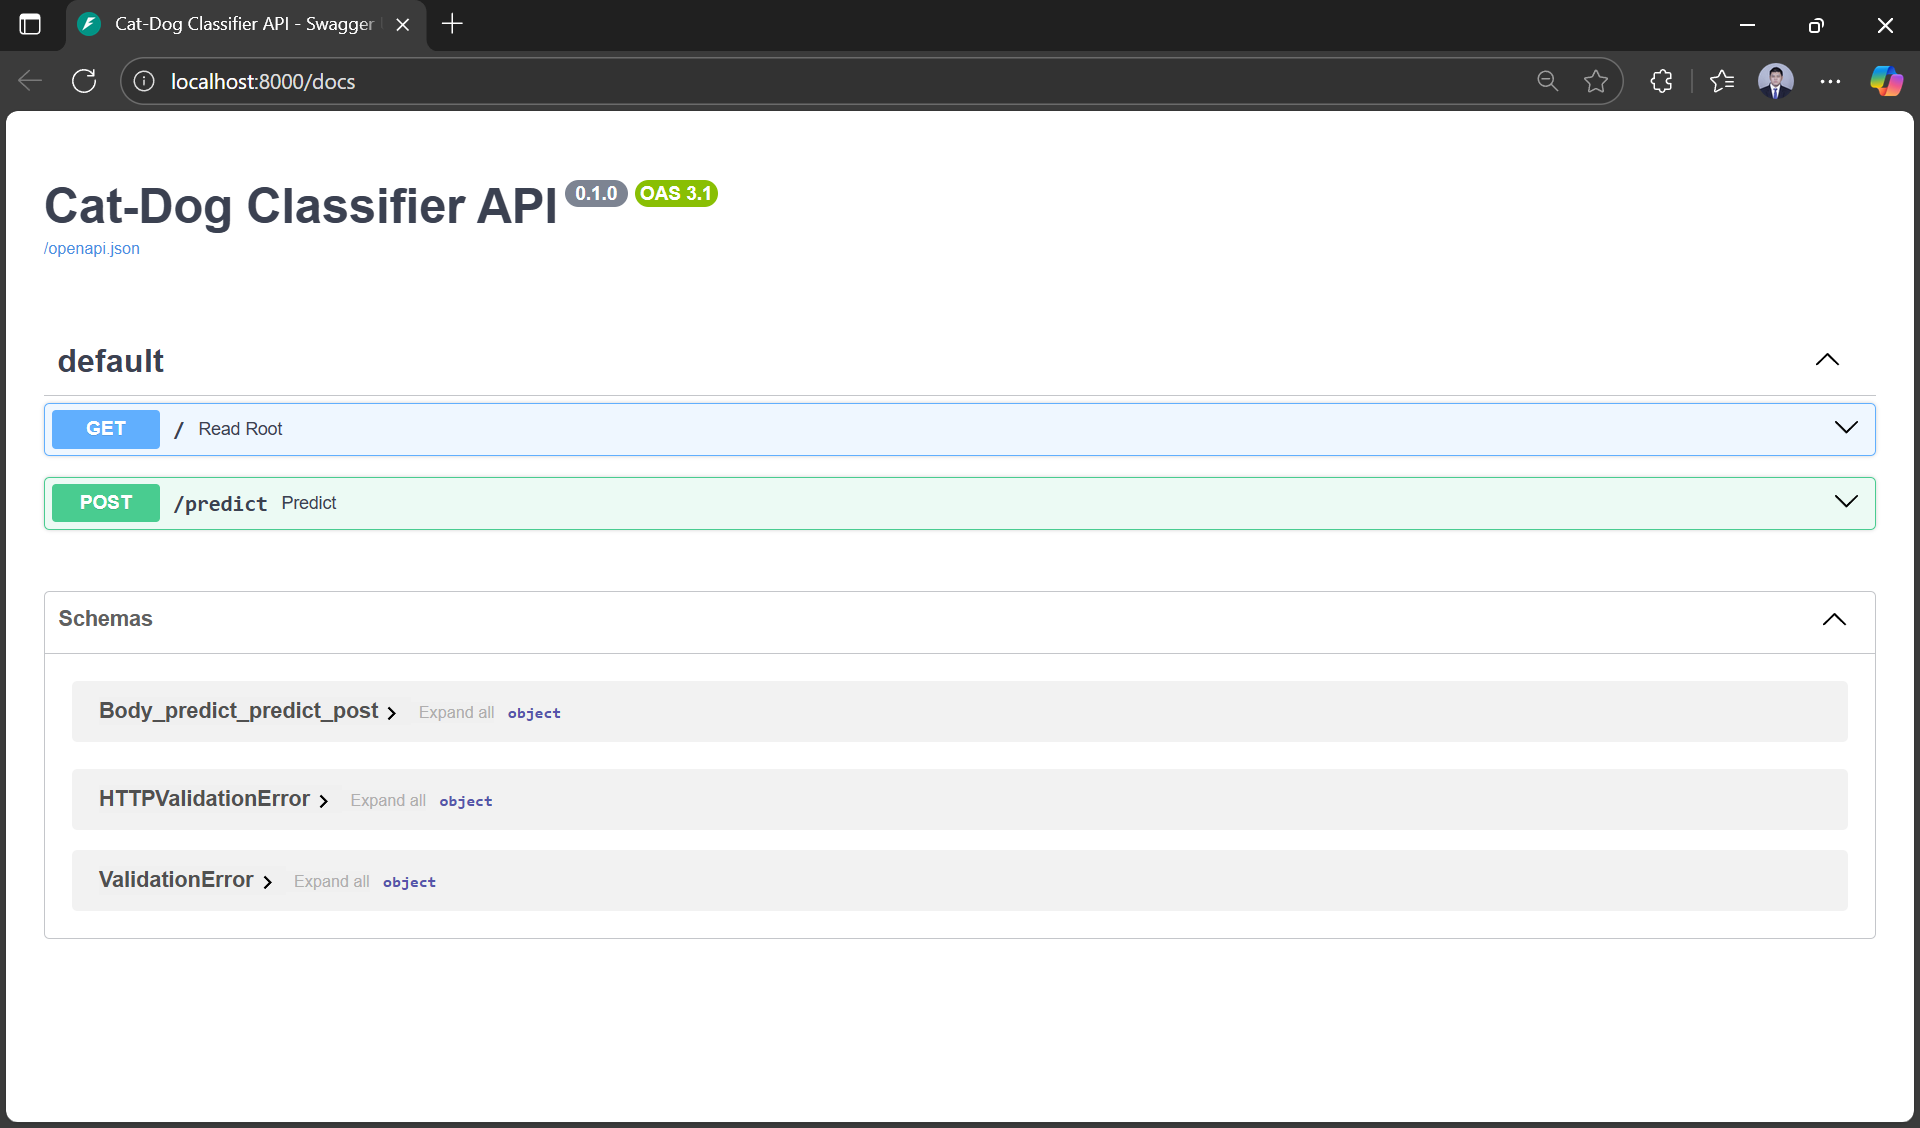 Cat-Dog Classifier API - Swagger
localhost:8000/docs
Cat-Dog Classifier API 0.1.0 OAS 3.1
/openapi.json
default
GET / Read Root
POST /predict Predict
Schemas
Body_predict_predict_post Expand all object
HTTPValidationError Expand all object
ValidationError Expand all object